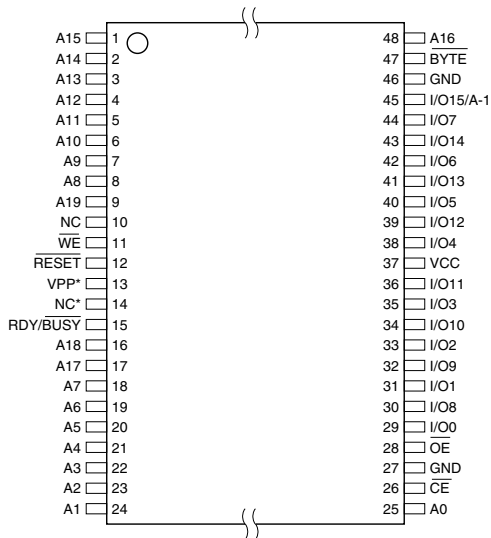 A15 1 48 A16
A14 2 47 BYTE
A13 3 46 GND
A12 4 45 I/O15/A-1
A11 5 44 I/O7
A10 6 43 I/O14
A9 7 42 I/O6
A8 8 41 I/O13
A19 9 40 I/O5
NC 10 39 I/O12
WE 11 38 I/O4
RESET 12 37 VCC
VPP* 13 36 I/O11
NC* 14 35 I/O3
RDY/BUSY 15 34 I/O10
A18 16 33 I/O2
A17 17 32 I/O9
A7 18 31 I/O1
A6 19 30 I/O8
A5 20 29 I/O0
A4 21 28 OE
A3 22 27 GND
A2 23 26 CE
A1 24 25 A0